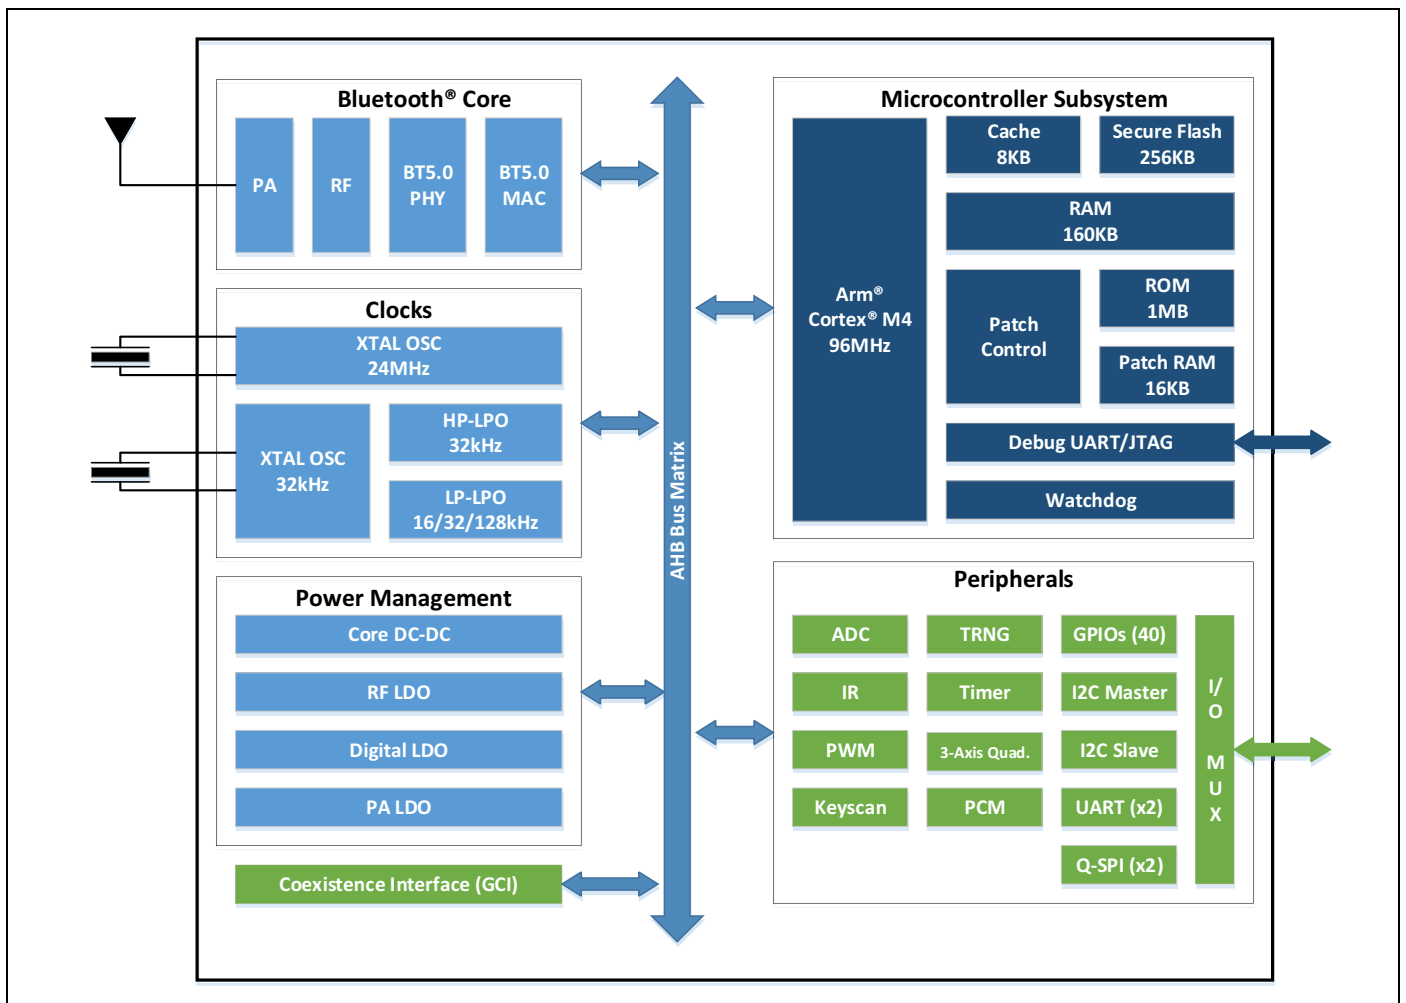 Bluetooth® Core
PA
RF
BT5.0
PHY
BT5.0
MAC
Clocks
XTAL OSC
24MHz
XTAL OSC
32kHz
HP-LPO
32kHz
LP-LPO
16/32/128kHz
Power Management
Core DC-DC
RF LDO
Digital LDO
PA LDO
Coexistence Interface (GCI)
AHB Bus Matrix
Microcontroller Subsystem
Arm®
Cortex® M4
96MHz
Cache
8KB
Secure Flash
256KB
RAM
160KB
Patch
Control
ROM
1MB
Patch RAM
16KB
Debug UART/JTAG
Watchdog
Peripherals
ADC
TRNG
GPIOs (40)
IR
Timer
I2C Master
PWM
3-Axis Quad.
I2C Slave
Keyscan
PCM
UART (x2)
Q-SPI (x2)
I/
O
M
U
X